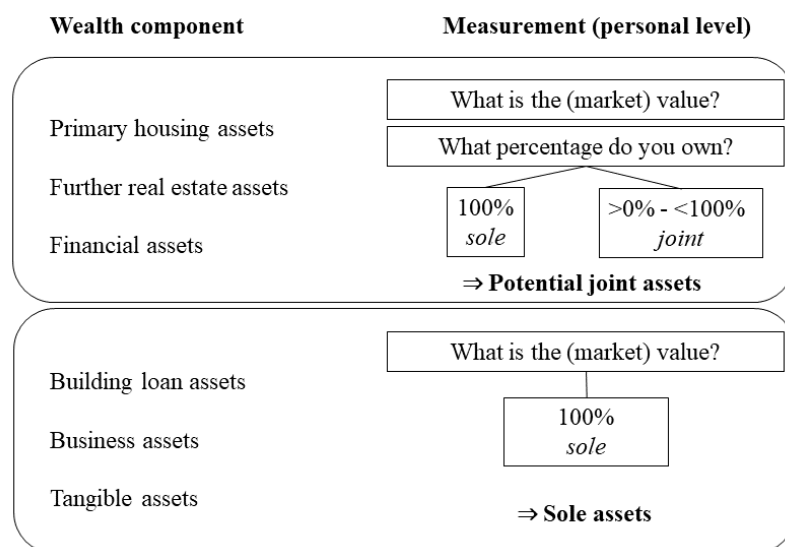 Wealth component
Measurement (personal level)
Primary housing assets
Further real estate assets
Financial assets
What is the (market) value?
What percentage do you own?
100%
sole
>0% - <100%
joint
⇒ Potential joint assets
Building loan assets
Business assets
Tangible assets
What is the (market) value?
100%
sole
⇒ Sole assets